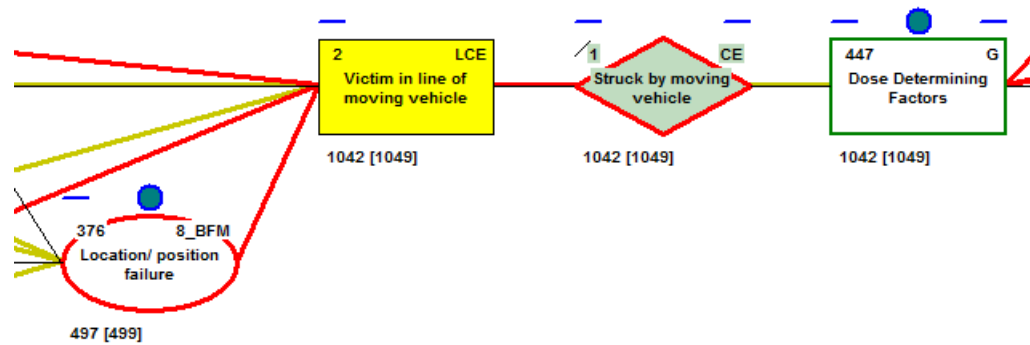 2 LCE
Victim in line of
moving vehicle
1042 [1049]
1 CE
Struck by moving
vehicle
1042 [1049]
447 G
Dose Determining
Factors
1042 [1049]
376 8_BFM
Location/ position
failure
497 [499]